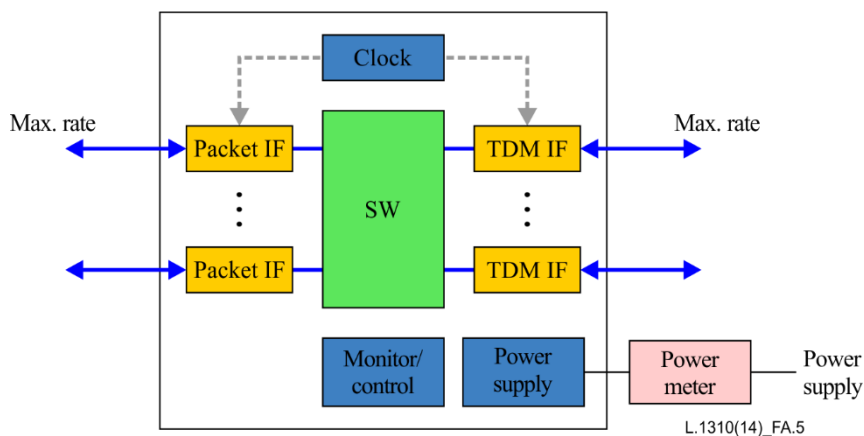 Clock
Max. rate
Max. rate
Packet IF
TDM IF
SW
Packet IF
TDM IF
Monitor/
control
Power
supply
Power
meter
Power
supply
L.1310(14)_FA.5